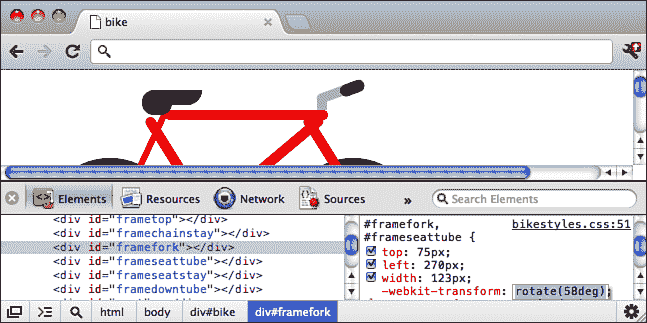 bike
Elements
Resources
Network
Sources
»
Search Elements
<div id="frametop"></div>
<div id="framechainstay"></div>
<div id="framefork"></div>
<div id="frameseattube"></div>
<div id="frameseatstay"></div>
<div id="framedowntube"></div>
#framefork,
bikestyles.css:51
#frameseattube {
top: 75px;
left: 270px;
width: 123px;
-webkit-transform: rotate(58deg);
html
body
div#bike
div#framefork